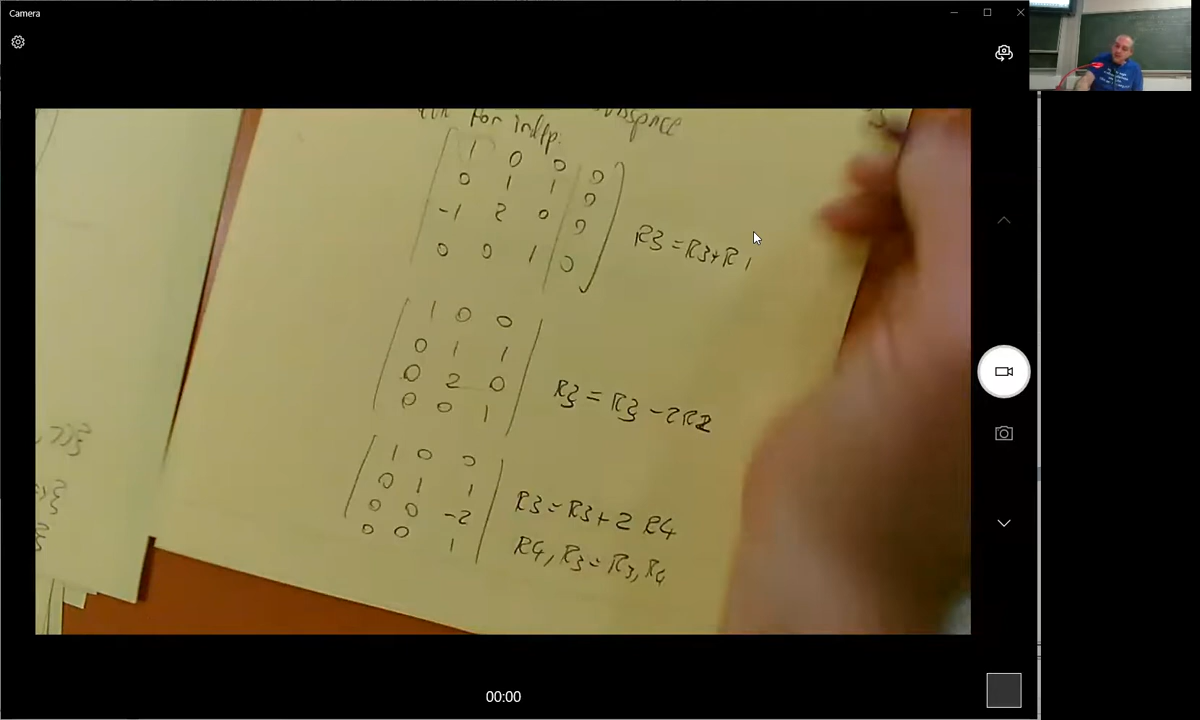 Camera
for indep. subspace
1 0 0 0
0 1 1 0
-1 2 0 0
0 0 1 0
R3 = R3 + R1
1 0 0
0 1 1
0 2 0
0 0 1
R3 = R3 - 2R2
1 0 0
0 1 1
0 0 -2
0 0 1
R3 = R3 + 2 R4
R4, R3 = R3, R4
00:00